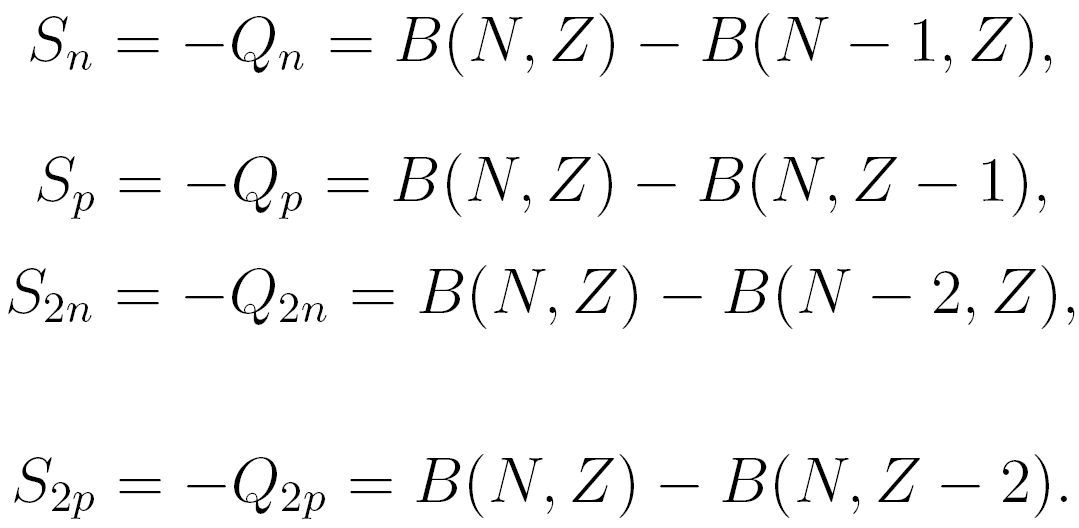 S_n = −Q_n = B(N, Z) − B(N − 1, Z),
S_p = −Q_p = B(N, Z) − B(N, Z − 1),
S_{2n} = −Q_{2n} = B(N, Z) − B(N − 2, Z),
S_{2p} = −Q_{2p} = B(N, Z) − B(N, Z − 2).